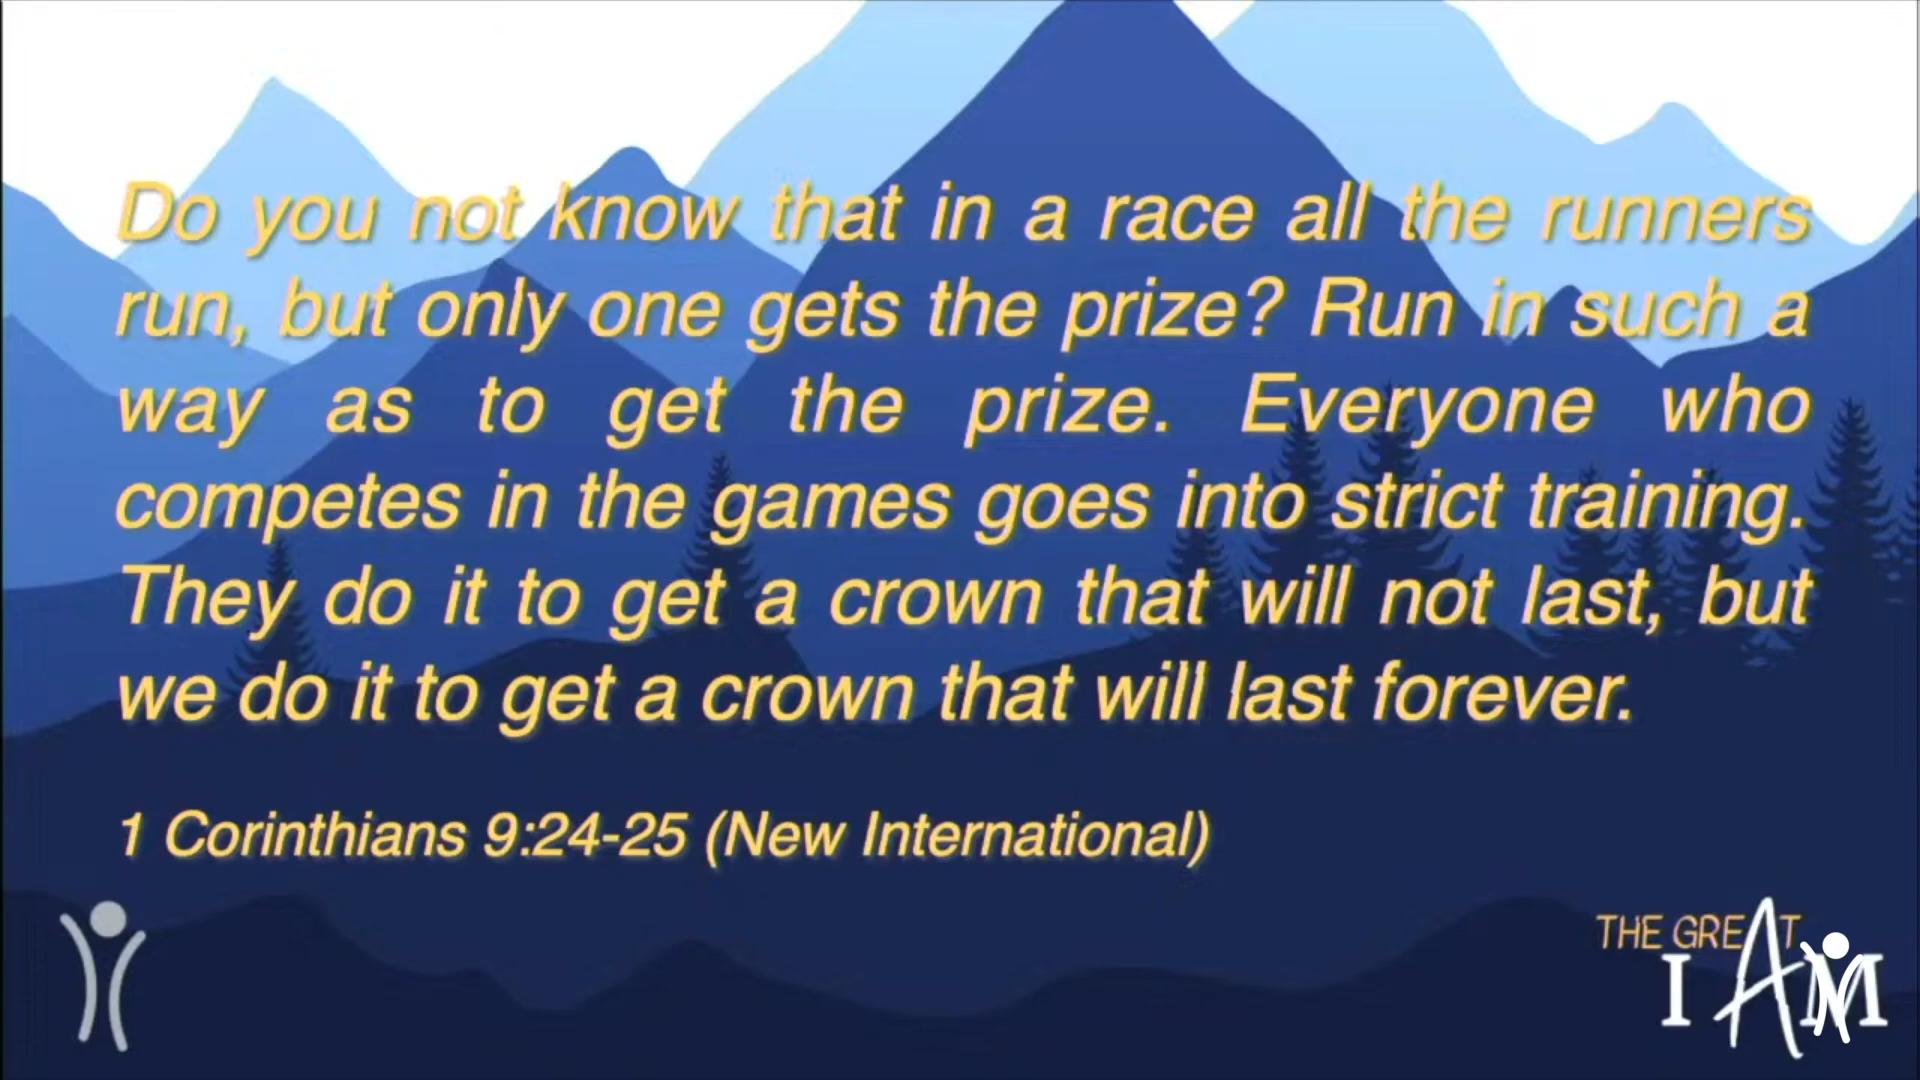 Do you not know that in a race all the runners
run, but only one gets the prize? Run in such a
way as to get the prize. Everyone who
competes in the games goes into strict training.
They do it to get a crown that will not last, but
we do it to get a crown that will last forever.
1 Corinthians 9:24-25 (New International)
THE GREAT
I AM